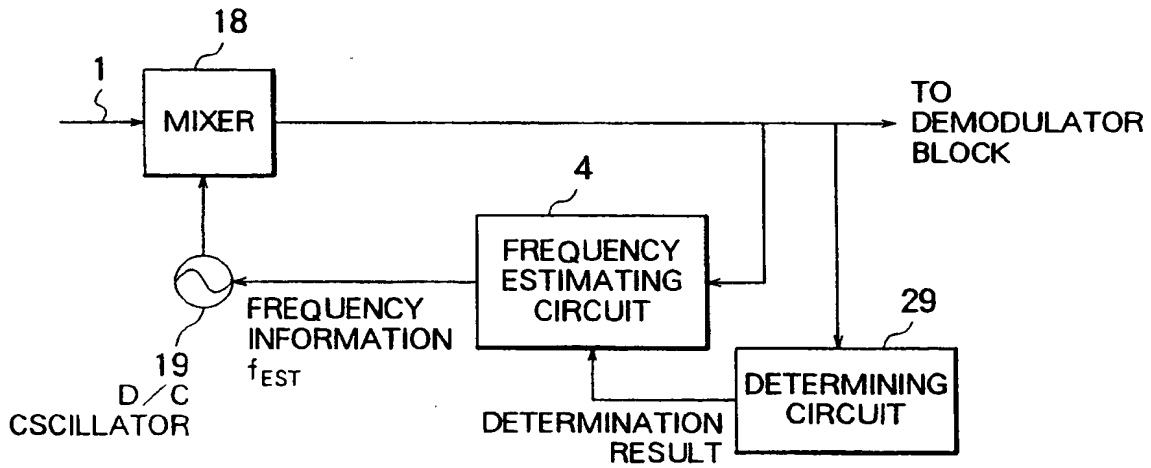 18
1
MIXER
TO
DEMODULATOR
BLOCK
4
FREQUENCY
ESTIMATING
CIRCUIT
FREQUENCY
INFORMATION
fEST
19
D/C
CSCILLATOR
29
DETERMINING
CIRCUIT
DETERMINATION
RESULT